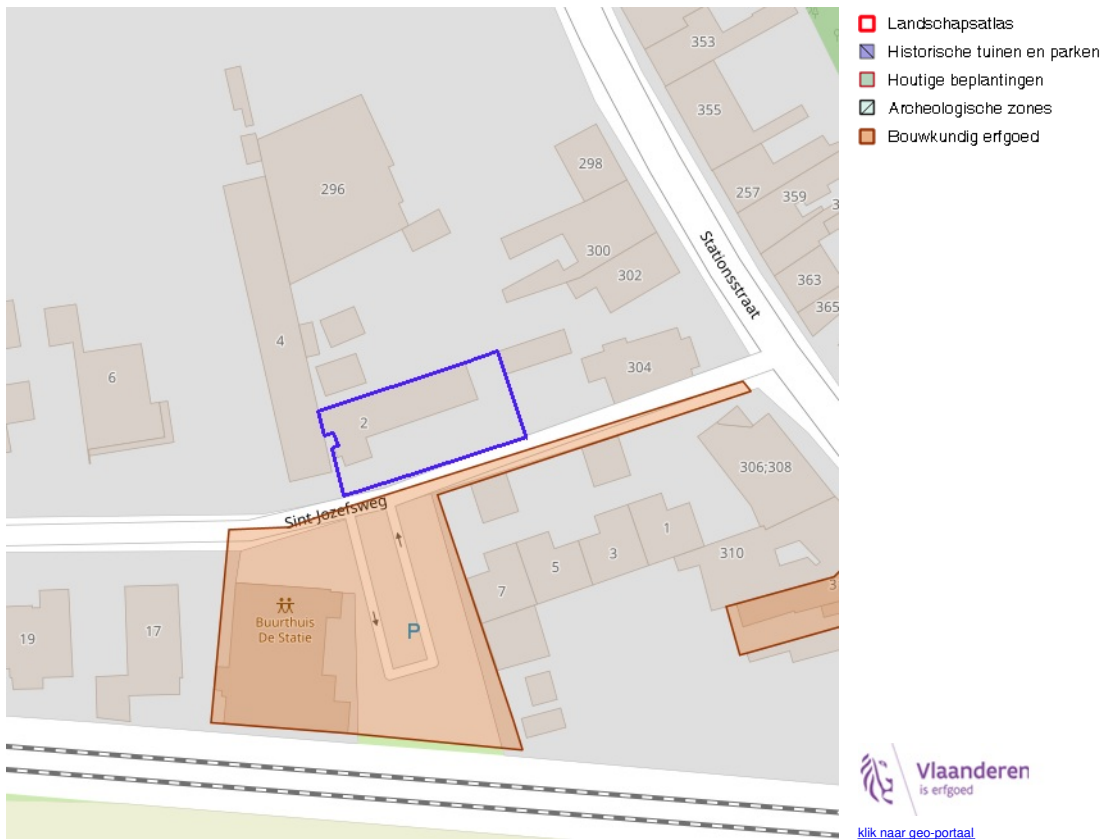 Landschapsatlas
Historische tuinen en parken
Houtige beplantingen
Archeologische zones
Bouwkundig erfgoed
353
355
298
296
257
359
300
302
363
365
Stationsstraat
4
6
304
2
306;308
Sint-Jozefsweg
1
3
310
5
7
Buurthuis
De Statie
P
19
17
Vlaanderen
is erfgoed
klik naar geo-portaal